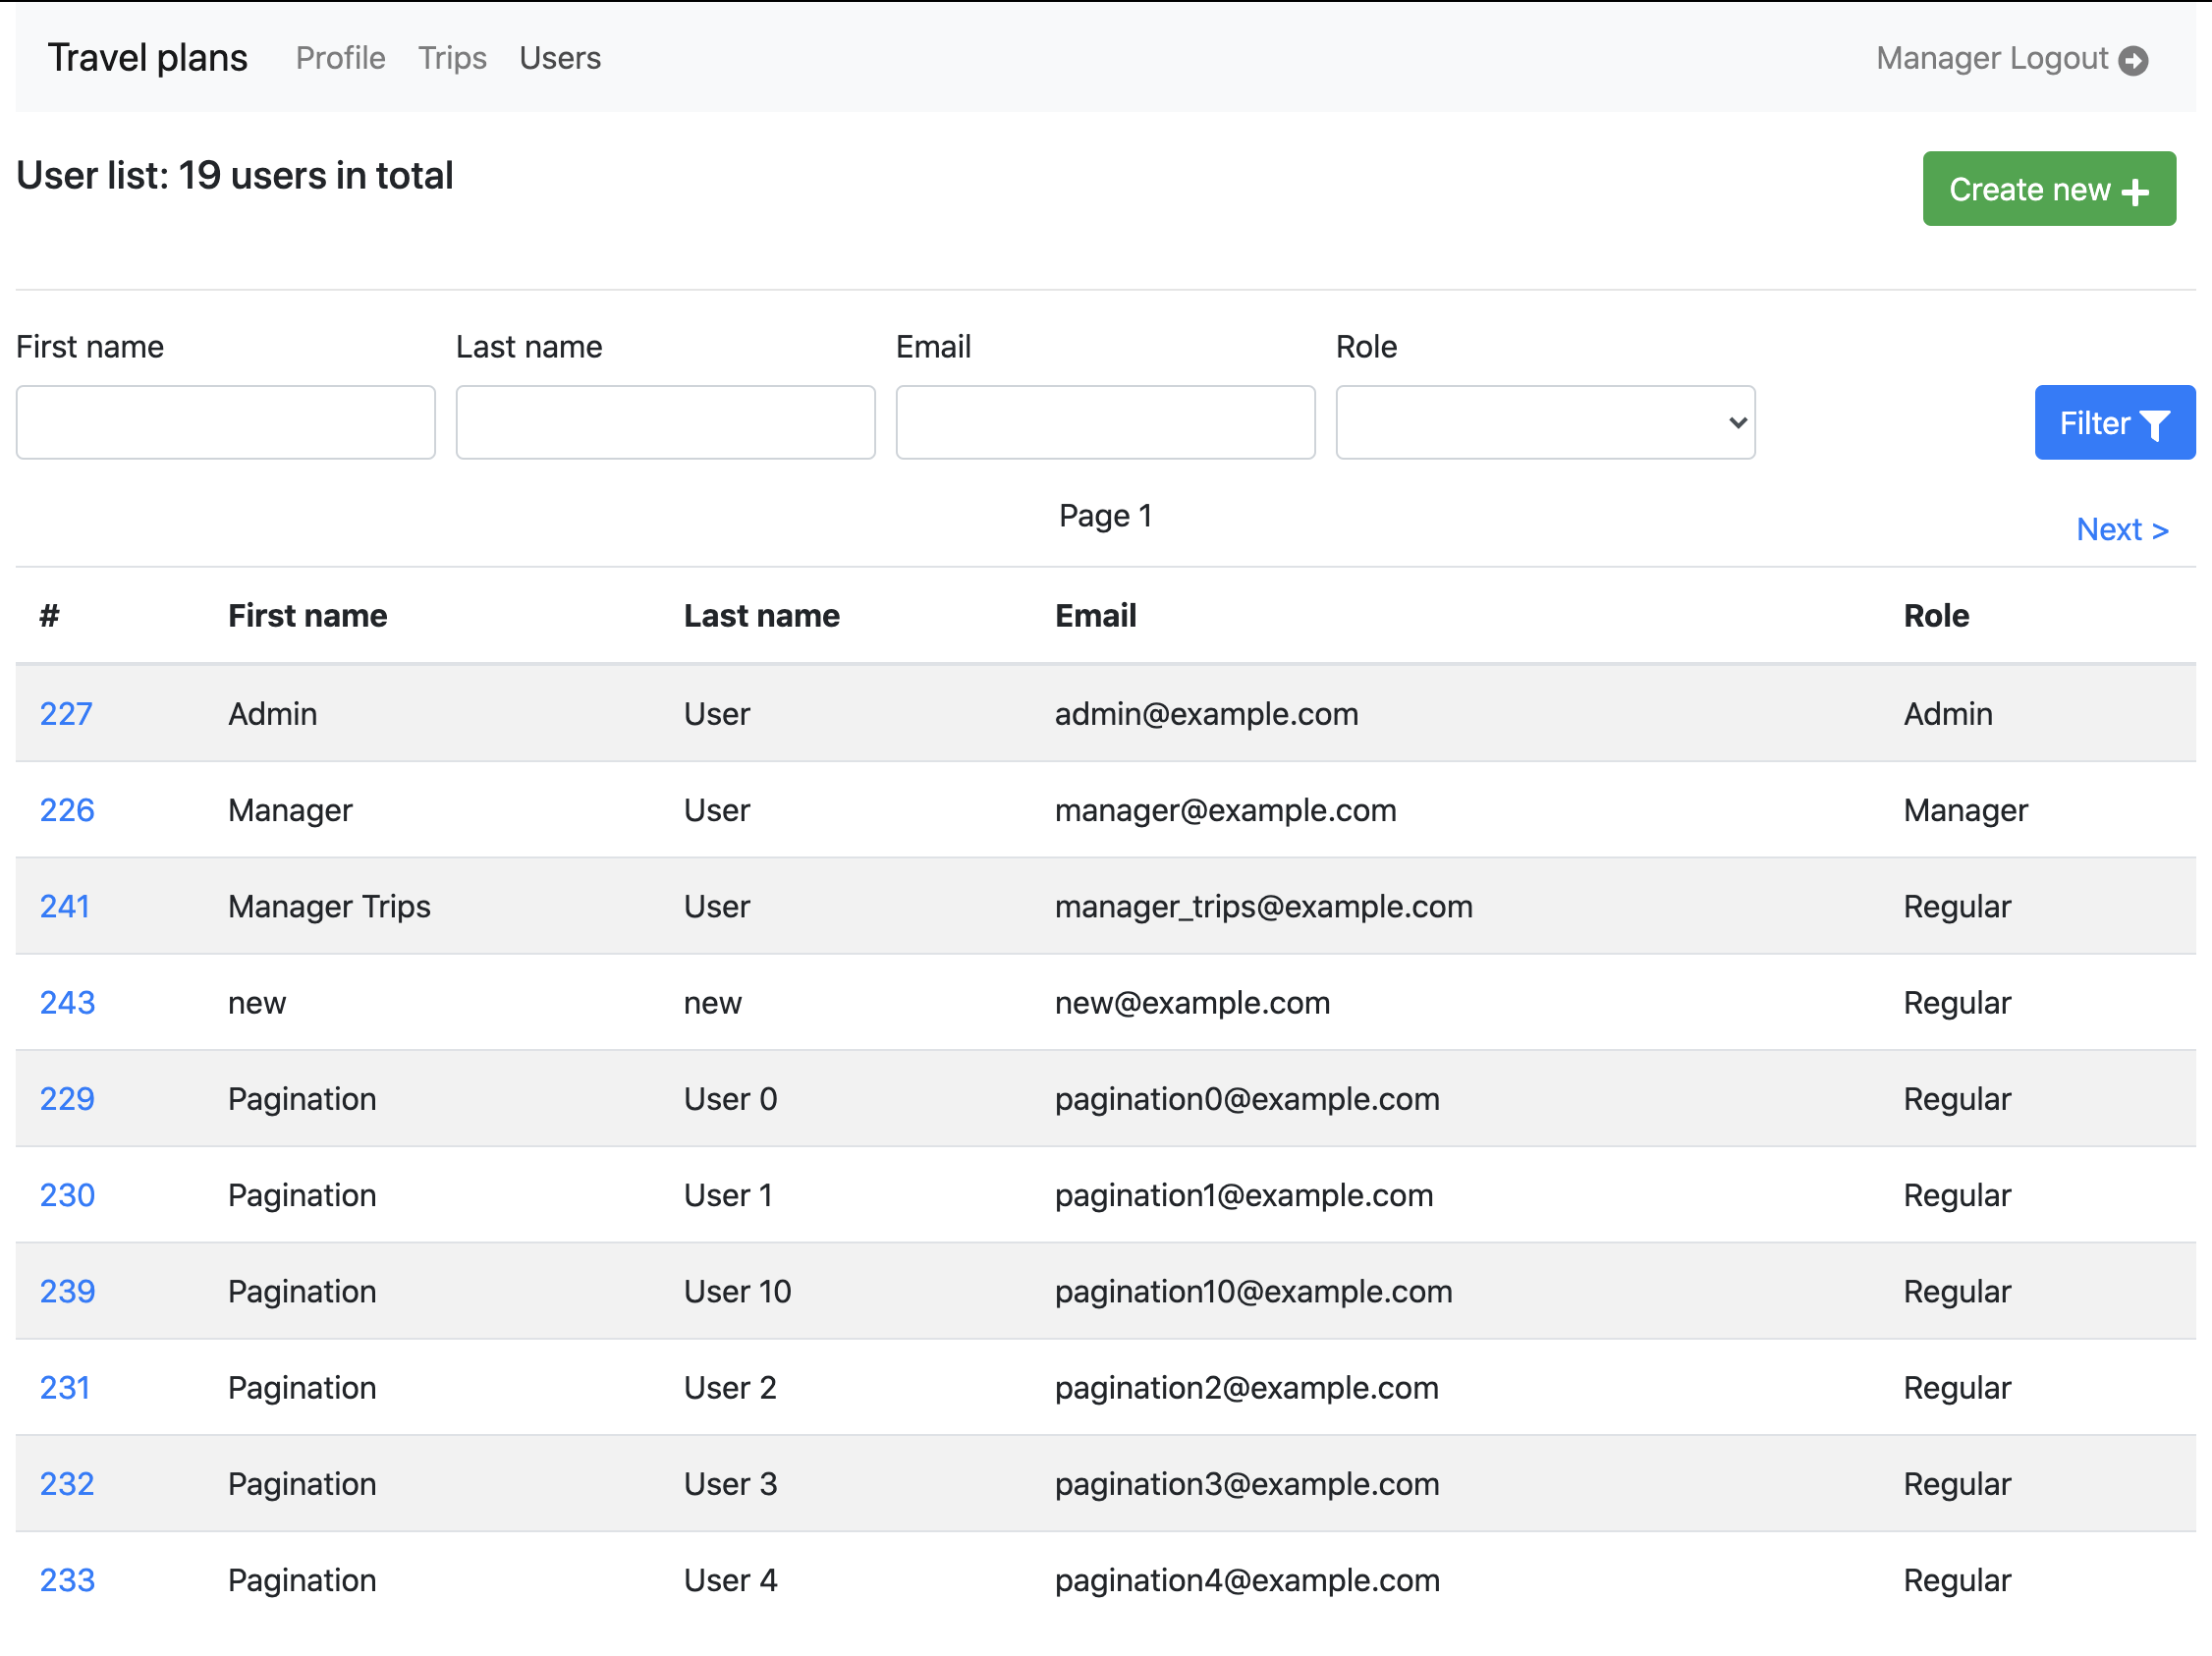 Travel plans Profile Trips Users Manager Logout
User list: 19 users in total
Create new
First name Last name Email Role
Filter
Page 1
Next >
# First name Last name Email Role
227 Admin User admin@example.com Admin
226 Manager User manager@example.com Manager
241 Manager Trips User manager_trips@example.com Regular
243 new new new@example.com Regular
229 Pagination User 0 pagination0@example.com Regular
230 Pagination User 1 pagination1@example.com Regular
239 Pagination User 10 pagination10@example.com Regular
231 Pagination User 2 pagination2@example.com Regular
232 Pagination User 3 pagination3@example.com Regular
233 Pagination User 4 pagination4@example.com Regular